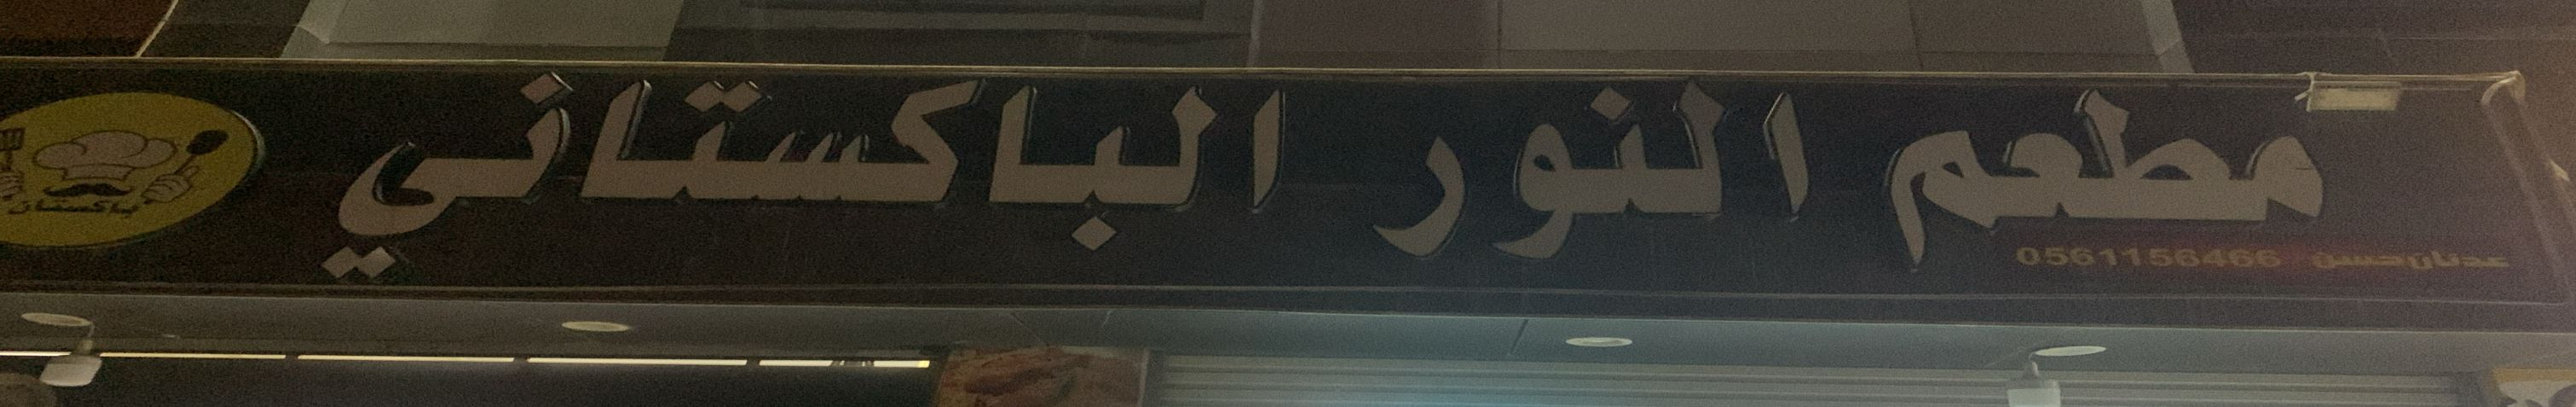 مطعم النور الباكستاني
عدنان حسن 0561156466
باكستان